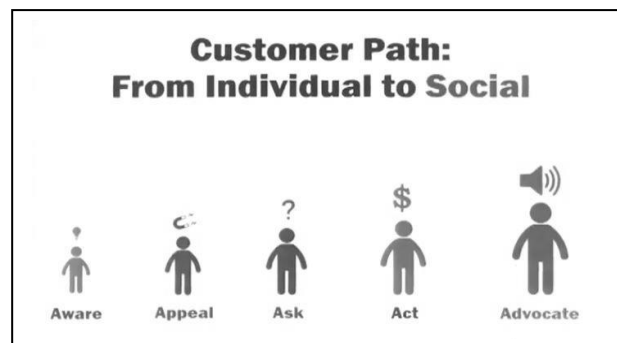 Customer Path:
From Individual to Social
?
$
Aware Appeal Ask Act Advocate